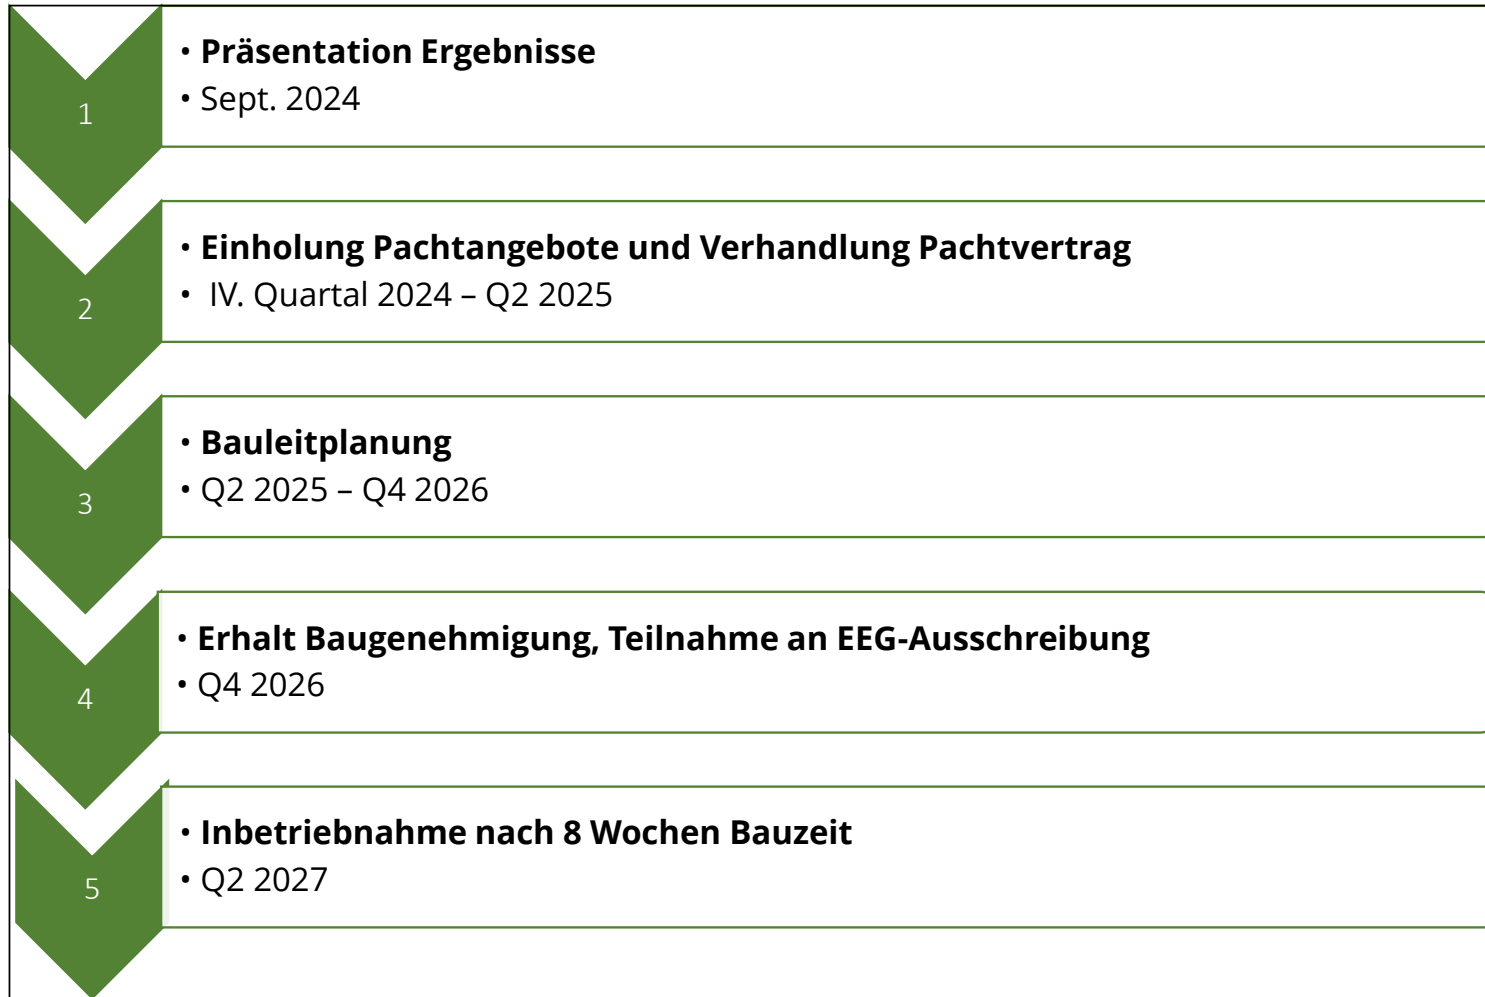 1
• Präsentation Ergebnisse
• Sept. 2024
2
• Einholung Pachtangebote und Verhandlung Pachtvertrag
• IV. Quartal 2024 – Q2 2025
3
• Bauleitplanung
• Q2 2025 – Q4 2026
4
• Erhalt Baugenehmigung, Teilnahme an EEG-Ausschreibung
• Q4 2026
5
• Inbetriebnahme nach 8 Wochen Bauzeit
• Q2 2027